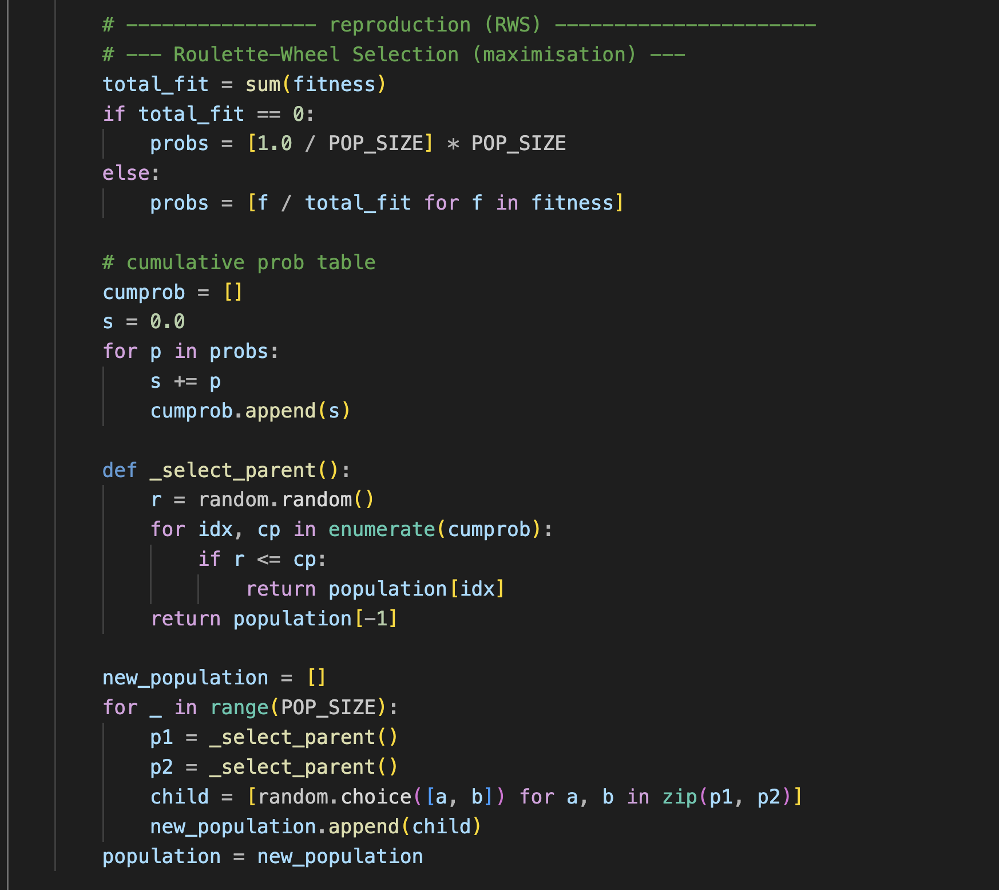 # ---------------- reproduction (RWS) ----------------------
# --- Roulette-Wheel Selection (maximisation) ---
total_fit = sum(fitness)
if total_fit == 0:
    probs = [1.0 / POP_SIZE] * POP_SIZE
else:
    probs = [f / total_fit for f in fitness]

# cumulative prob table
cumprob = []
s = 0.0
for p in probs:
    s += p
    cumprob.append(s)

def _select_parent():
    r = random.random()
    for idx, cp in enumerate(cumprob):
        if r <= cp:
            return population[idx]
    return population[-1]

new_population = []
for _ in range(POP_SIZE):
    p1 = _select_parent()
    p2 = _select_parent()
    child = [random.choice([a, b]) for a, b in zip(p1, p2)]
    new_population.append(child)
population = new_population